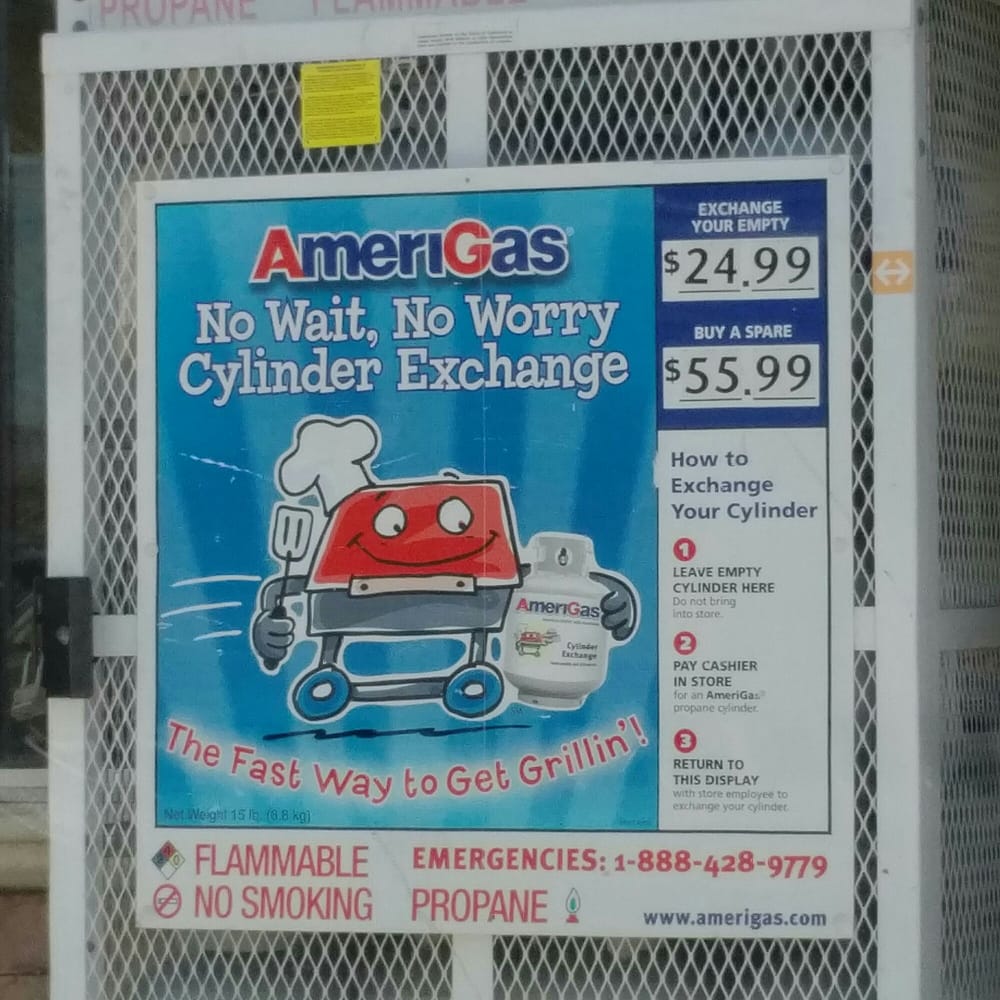 PROPANE FLAMMABLE
AmeriGas
No Wait, No Worry
Cylinder Exchange
AmeriGas
Cylinder
Exchange
The Fast Way to Get Grillin'!
Net Weight 15 lb. (6.8 kg)
EXCHANGE
YOUR EMPTY
$24.99
BUY A SPARE
$55.99
How to
Exchange
Your Cylinder
1
LEAVE EMPTY
CYLINDER HERE
Do not bring
into store.
2
PAY CASHIER
IN STORE
for an AmeriGas®
propane cylinder.
3
RETURN TO
THIS DISPLAY
with store employee to
exchange your cylinder.
FLAMMABLE
NO SMOKING
EMERGENCIES: 1-888-428-9779
PROPANE
www.amerigas.com